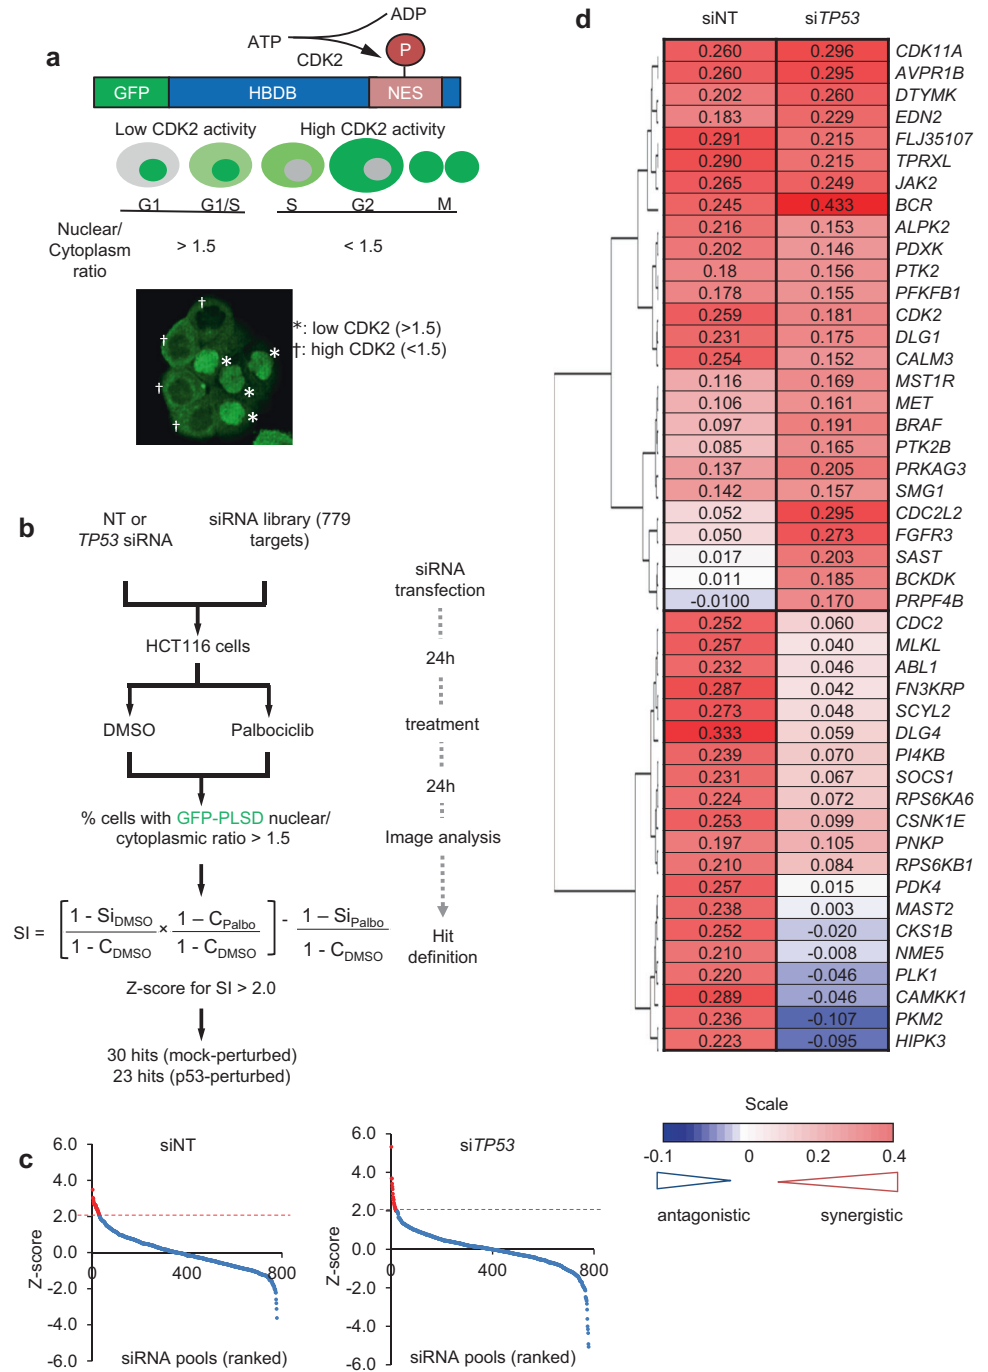 a
ATP
ADP
CDK2
P
GFP HBDB NES
Low CDK2 activity High CDK2 activity
G1 G1/S S G2 M
Nuclear/
Cytoplasm
ratio
> 1.5 < 1.5
*: low CDK2 (>1.5)
†: high CDK2 (<1.5)
† † † †
* * * *
b
NT or
TP53 siRNA
siRNA library (779
targets)
HCT116 cells
DMSO Palbociclib
% cells with GFP-PLSD nuclear/
cytoplasmic ratio > 1.5
SI = [ 1 - Si_DMSO / 1 - C_DMSO × 1 – C_Palbo / 1 - C_DMSO ] - 1 – Si_Palbo / 1 - C_DMSO
Z-score for SI > 2.0
30 hits (mock-perturbed)
23 hits (p53-perturbed)
siRNA
transfection
24h
treatment
24h
Image analysis
Hit
definition
c
siNT
Z-score
6.0
4.0
2.0
0.0
-2.0
-4.0
-6.0
0 400 800
siRNA pools (ranked)
siTP53
Z-score
6.0
4.0
2.0
0.0
-2.0
-4.0
-6.0
0 400 800
siRNA pools (ranked)
d
siNT siTP53
0.260 0.296 CDK11A
0.260 0.295 AVPR1B
0.202 0.260 DTYMK
0.183 0.229 EDN2
0.291 0.215 FLJ35107
0.290 0.215 TPRXL
0.265 0.249 JAK2
0.245 0.433 BCR
0.216 0.153 ALPK2
0.202 0.146 PDXK
0.18 0.156 PTK2
0.178 0.155 PFKFB1
0.259 0.181 CDK2
0.231 0.175 DLG1
0.254 0.152 CALM3
0.116 0.169 MST1R
0.106 0.161 MET
0.097 0.191 BRAF
0.085 0.165 PTK2B
0.137 0.205 PRKAG3
0.142 0.157 SMG1
0.052 0.295 CDC2L2
0.050 0.273 FGFR3
0.017 0.203 SAST
0.011 0.185 BCKDK
-0.0100 0.170 PRPF4B
0.252 0.060 CDC2
0.257 0.040 MLKL
0.232 0.046 ABL1
0.287 0.042 FN3KRP
0.273 0.048 SCYL2
0.333 0.059 DLG4
0.239 0.070 PI4KB
0.231 0.067 SOCS1
0.224 0.072 RPS6KA6
0.253 0.099 CSNK1E
0.197 0.105 PNKP
0.210 0.084 RPS6KB1
0.257 0.015 PDK4
0.238 0.003 MAST2
0.252 -0.020 CKS1B
0.210 -0.008 NME5
0.220 -0.046 PLK1
0.289 -0.046 CAMKK1
0.236 -0.107 PKM2
0.223 -0.095 HIPK3
Scale
-0.1 0 0.2 0.4
antagonistic synergistic